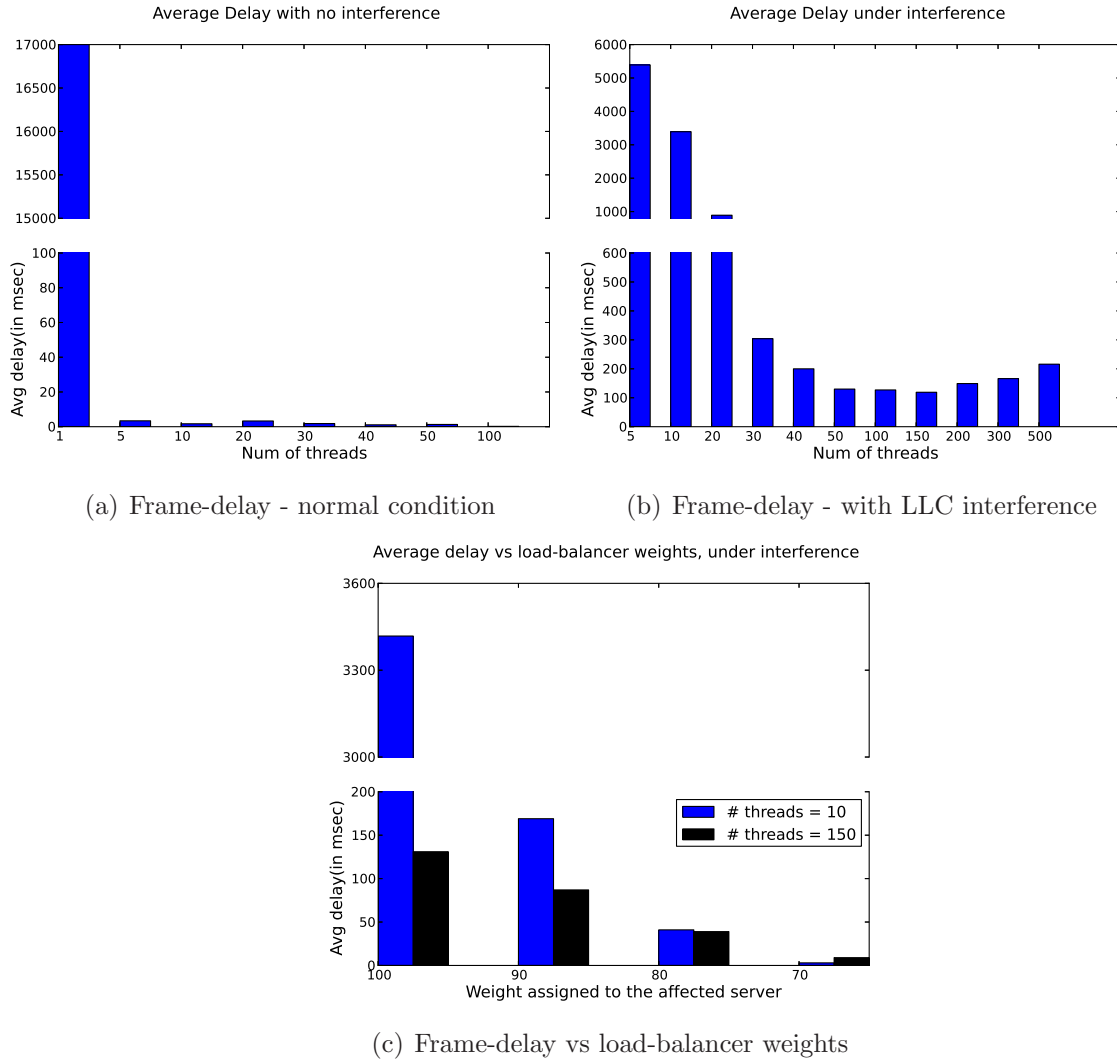 Average Delay with no interference
17000
16500
16000
15500
15000
100
80
60
40
20
0
Avg delay(in msec)
1 5 10 20 30 40 50 100
Num of threads
(a) Frame-delay - normal condition
Average Delay under interference
6000
5000
4000
3000
2000
1000
600
500
400
300
200
100
0
Avg delay(in msec)
5 10 20 30 40 50 100 150 200 300 500
Num of threads
(b) Frame-delay - with LLC interference
Average delay vs load-balancer weights, under interference
3600
3300
3000
200
150
100
50
0
Avg delay(in msec)
# threads = 10
# threads = 150
100 90 80 70
Weight assigned to the affected server
(c) Frame-delay vs load-balancer weights